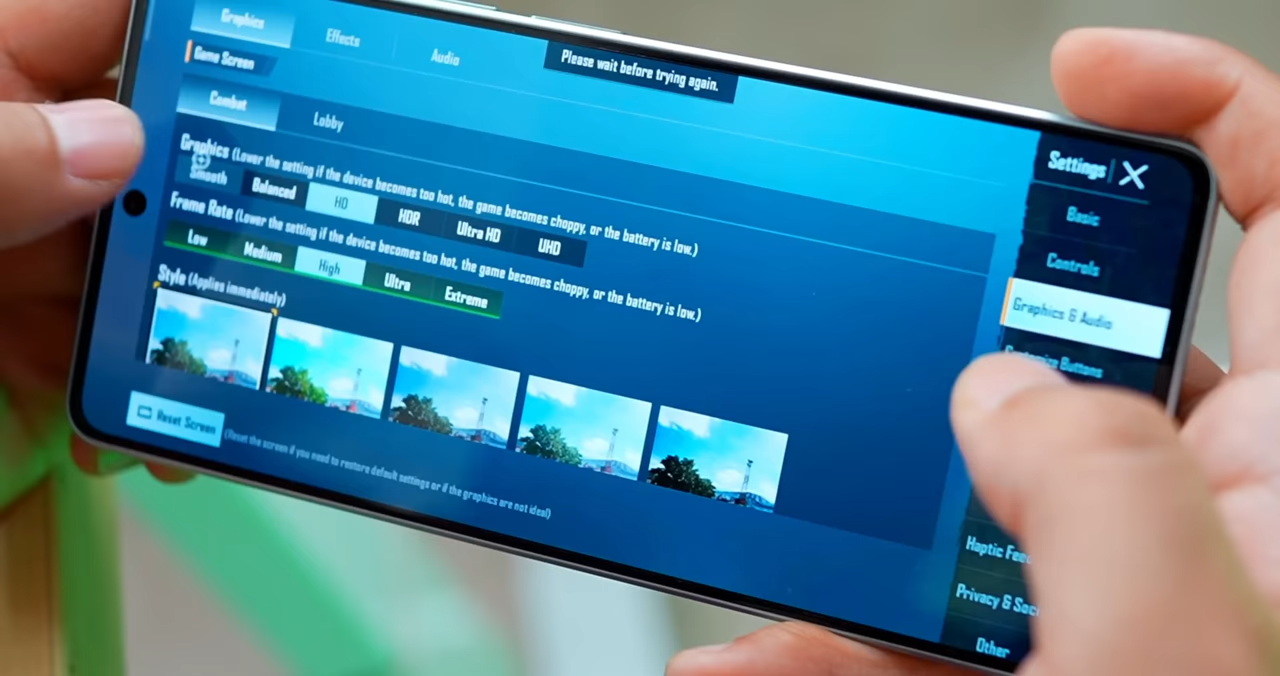 Graphics Effects Audio
Please wait before trying again.
Game Screen
Combat Lobby
Graphics (Lower the setting if the device becomes too hot, the game becomes choppy, or the battery is low.)
Smooth Balanced HD HDR Ultra HD UHD
Frame Rate (Lower the setting if the device becomes too hot, the game becomes choppy, or the battery is low.)
Low Medium High Ultra Extreme
Style (Applies immediately)
Reset Screen (Reset the screen if you need to restore default settings or if the graphics are not ideal)
Settings X
Basic
Controls
Graphics & Audio
Customize Buttons
Haptic Fee
Privacy & Soc
Other